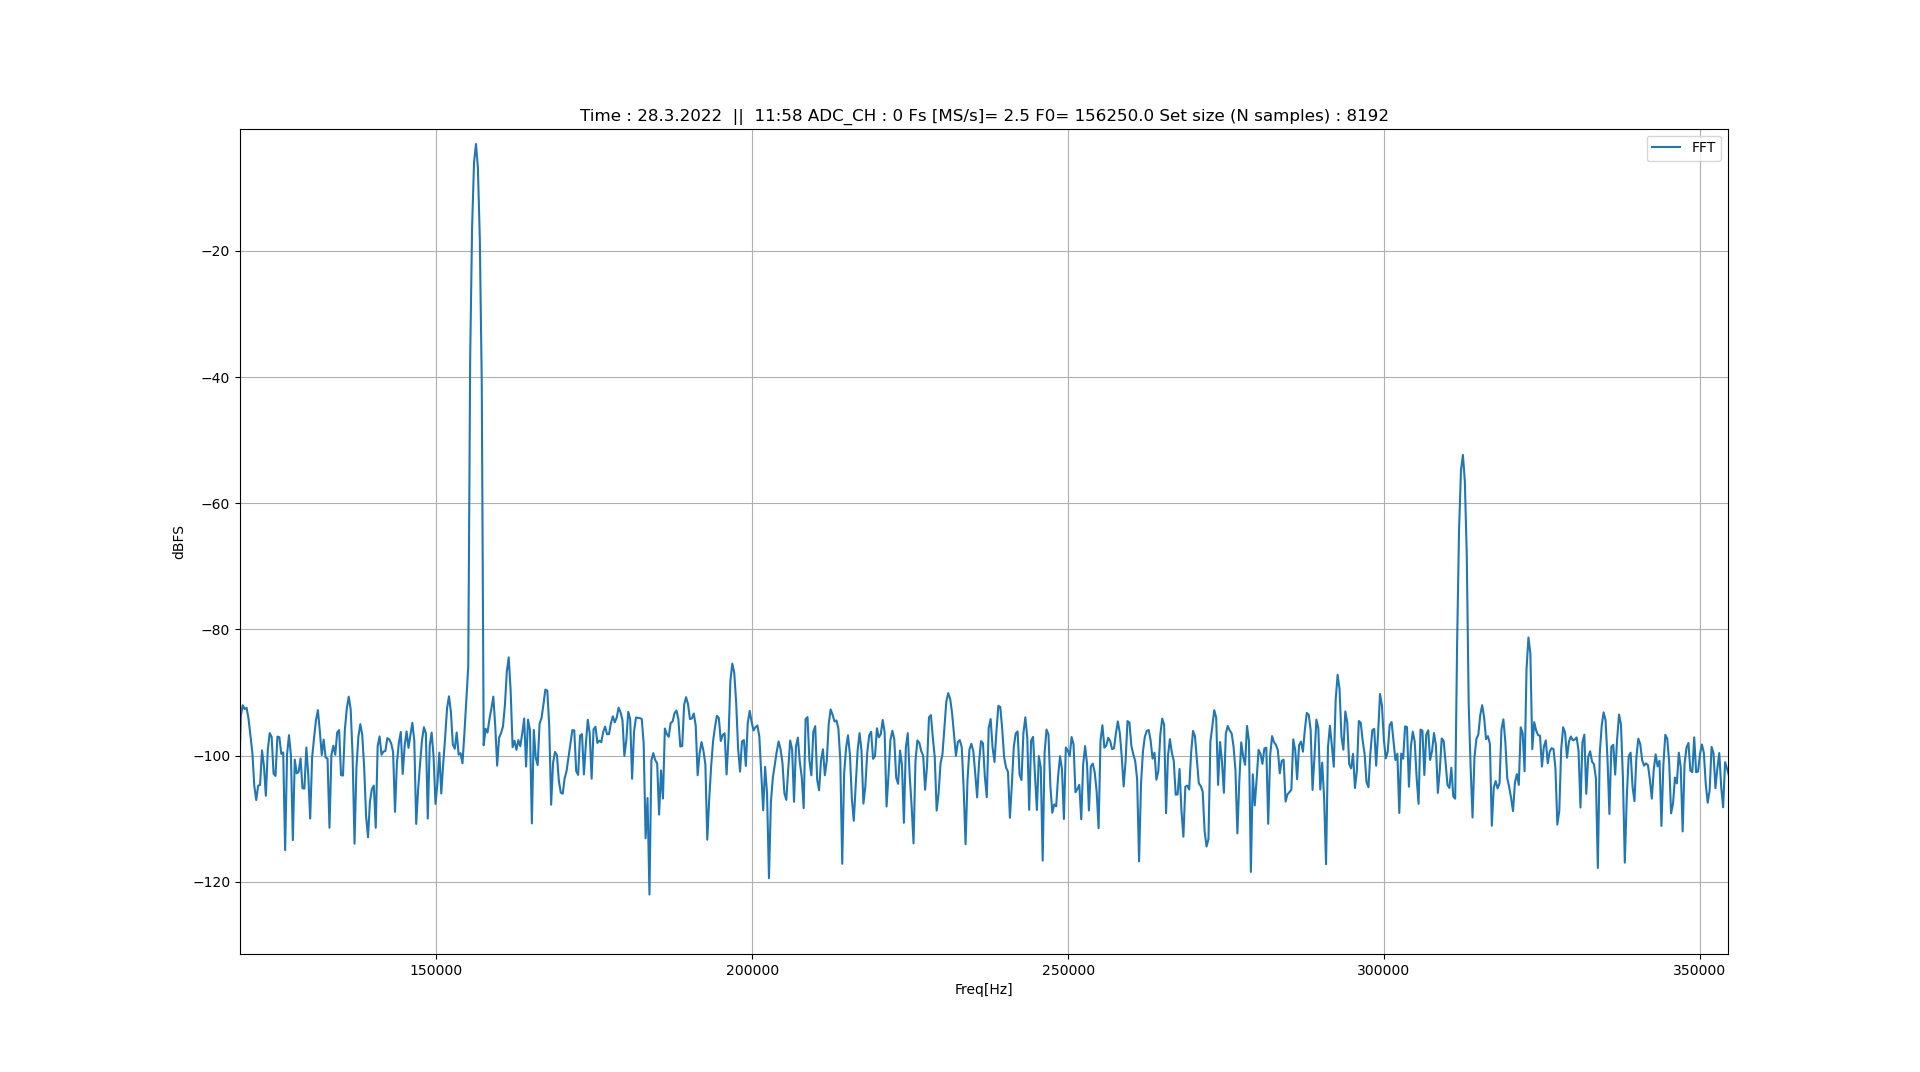 Time : 28.3.2022  ||  11:58 ADC_CH : 0 Fs [MS/s]= 2.5 F0= 156250.0 Set size (N samples) : 8192
FFT
−20
−40
−60
−80
−100
−120
dBFS
150000
200000
250000
300000
350000
Freq[Hz]